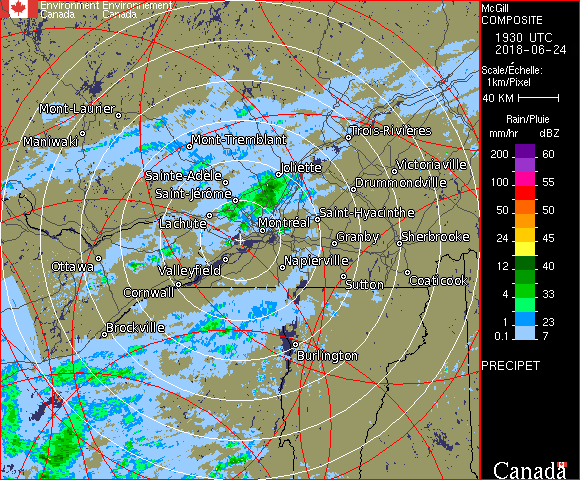 Environment Environnement
Canada Canada
McGill
COMPOSITE
1930 UTC
2018-06-24
Scale/Échelle:
1km/Pixel
40 KM
Rain/Pluie
mm/hr dBZ
200 60
100 55
50 50
24 45
12 40
4 33
1 23
0.1 7
PRECIPET
Canada
Mont-Laurier
Maniwaki
Mont-Tremblant
Trois-Rivières
Joliette
Victoriaville
Sainte-Adèle
Drummondville
Saint-Jérôme
Lachute
Saint-Hyacinthe
Montréal
Granby
Sherbrooke
Ottawa
Valleyfield
Napierville
Cornwall
Sutton
Coaticook
Brockville
Burlington